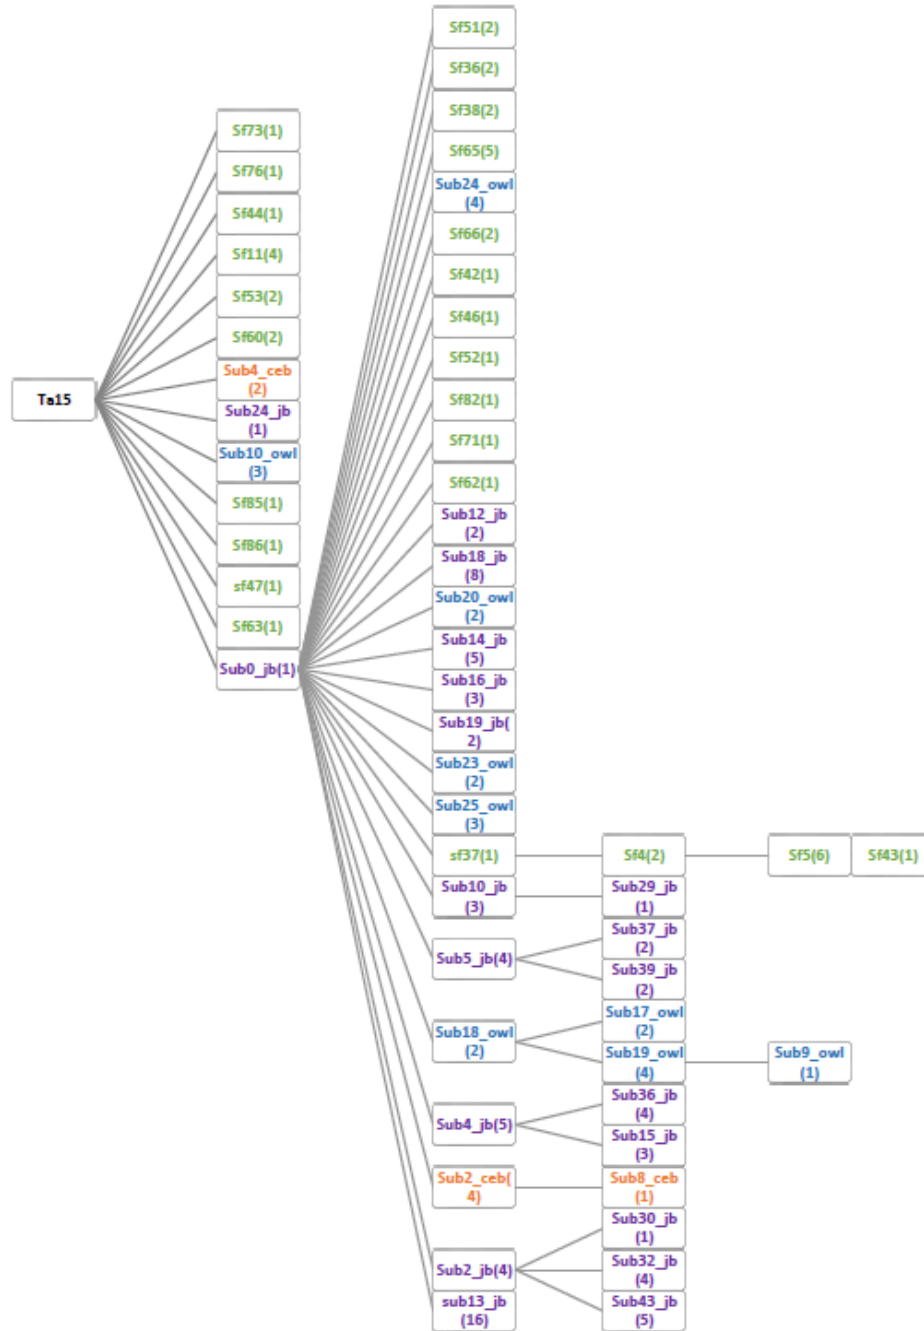 Sf51(2)
Sf36(2)
Sf38(2)
Sf73(1)
Sf65(5)
Sf76(1)
Sub24_owl
(4)
Sf44(1)
Sf66(2)
Sf11(4)
Sf42(1)
Sf53(2)
Sf46(1)
Sf60(2)
Sf52(1)
Sub4_ceb
(2)
Ta15
Sf82(1)
Sub24_jb
(1)
Sf71(1)
Sub10_owl
(3)
Sf62(1)
Sf85(1)
Sub12_jb
(2)
Sf86(1)
Sub18_jb
(8)
sf47(1)
Sub20_owl
(2)
Sf63(1)
Sub14_jb
(5)
Sub0_jb(1)
Sub16_jb
(3)
Sub19_jb(
2)
Sub23_owl
(2)
Sub25_owl
(3)
sf37(1)
Sf4(2)
Sf5(6)
Sf43(1)
Sub10_jb
(3)
Sub29_jb
(1)
Sub5_jb(4)
Sub37_jb
(2)
Sub39_jb
(2)
Sub18_owl
(2)
Sub17_owl
(2)
Sub19_owl
(4)
Sub9_owl
(1)
Sub4_jb(5)
Sub36_jb
(4)
Sub15_jb
(3)
Sub2_ceb(
4)
Sub8_ceb
(1)
Sub2_jb(4)
Sub30_jb
(1)
Sub32_jb
(4)
Sub43_jb
(5)
sub13_jb
(16)